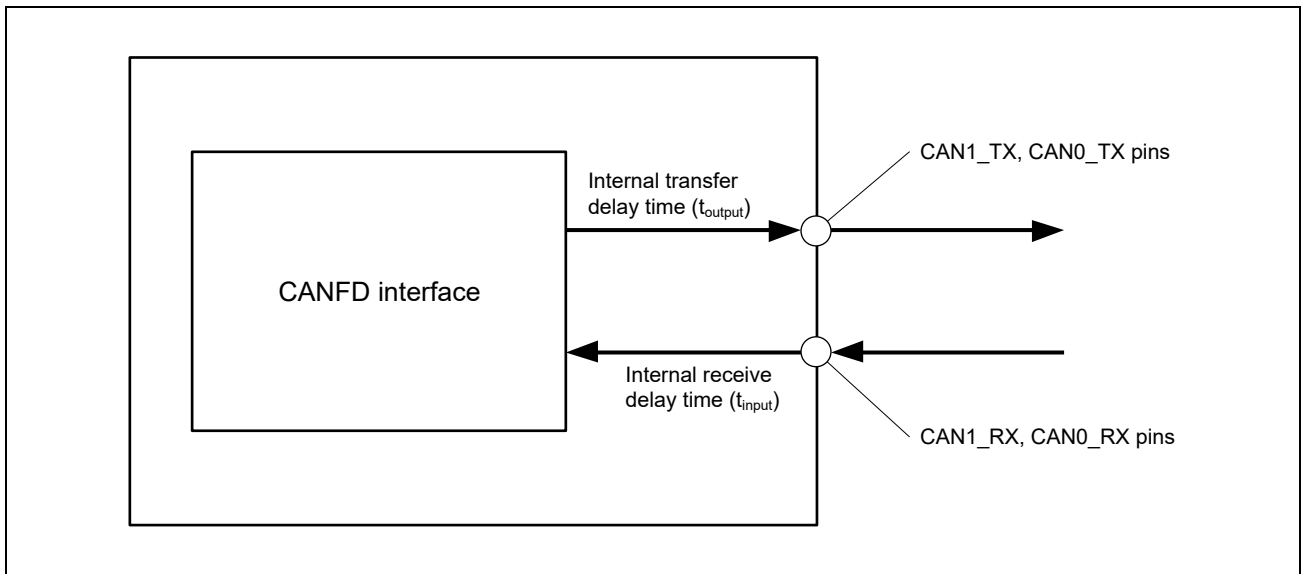 CAN1_TX, CAN0_TX pins
Internal transfer
delay time (toutput)
CANFD interface
Internal receive
delay time (tinput)
CAN1_RX, CAN0_RX pins